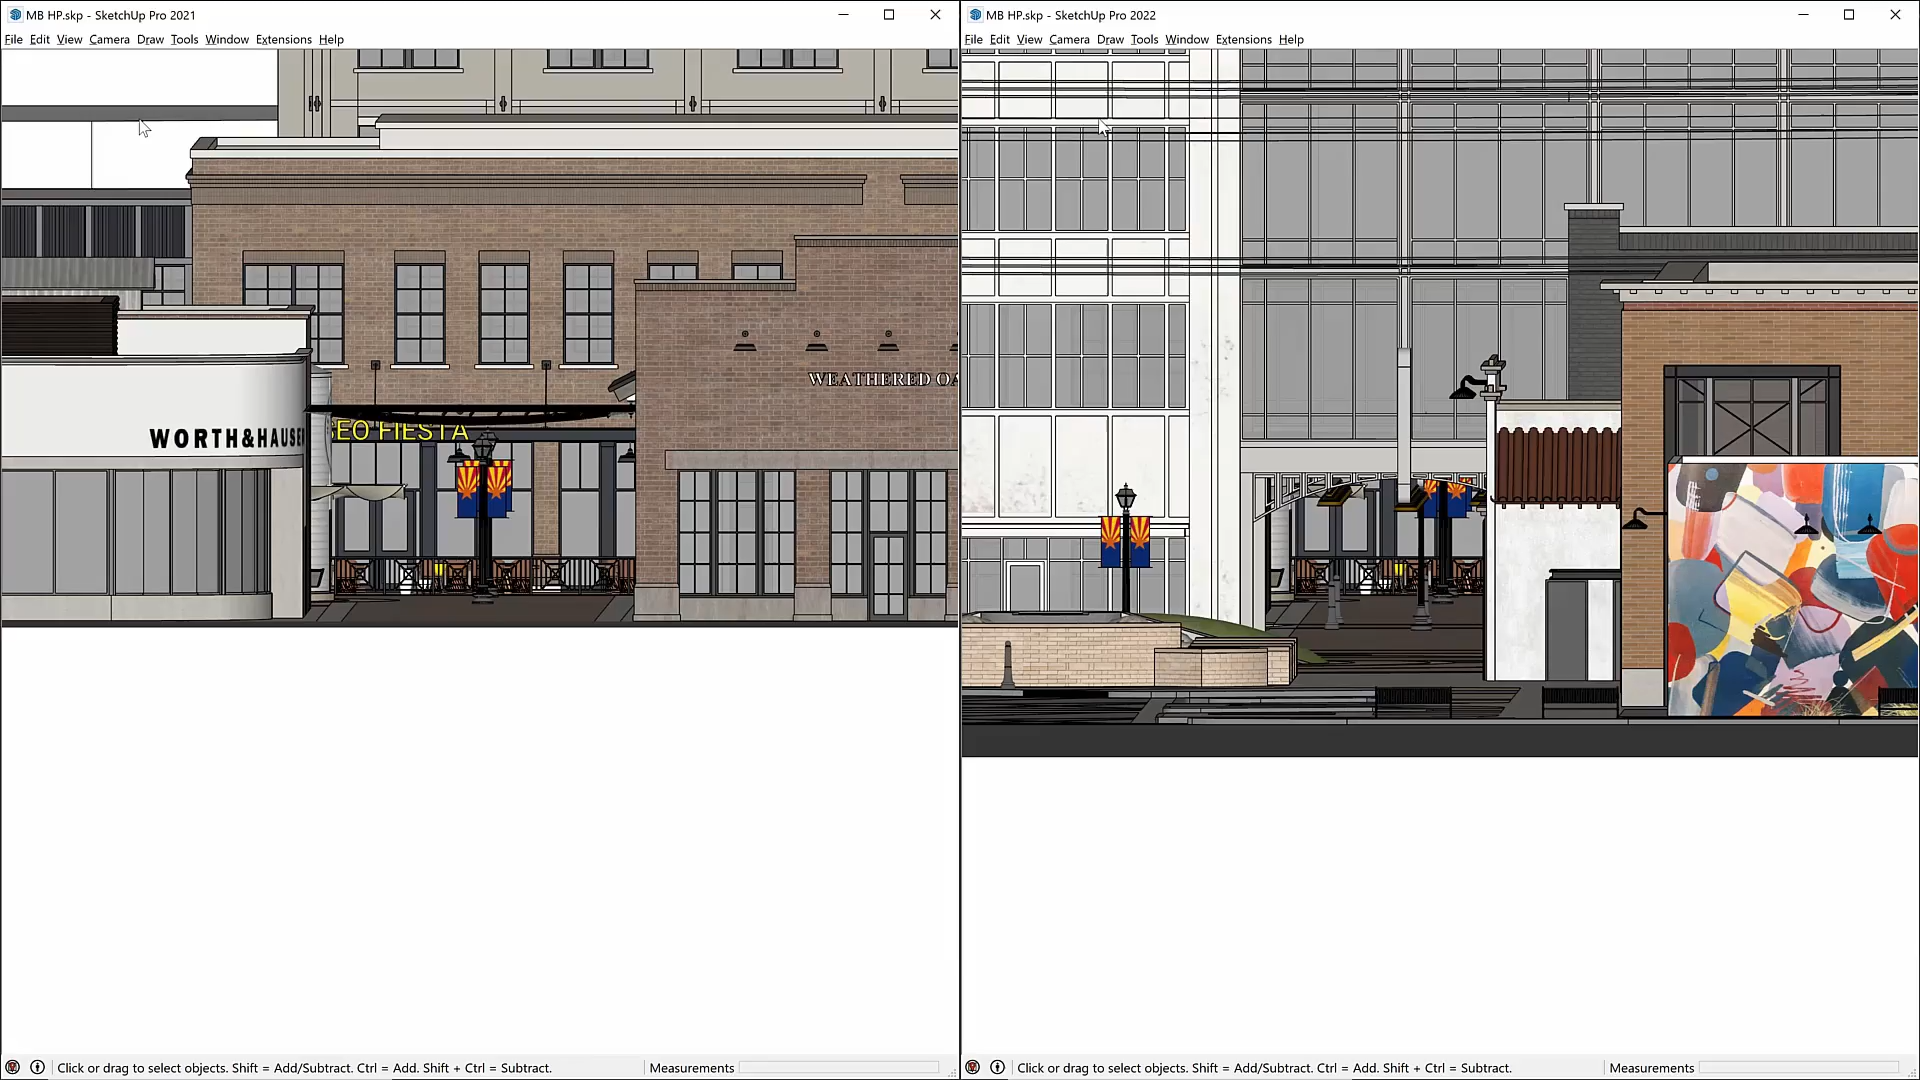 MB HP.skp - SketchUp Pro 2021
File Edit View Camera Draw Tools Window Extensions Help
WEATHERED OA
WORTH&HAUSER
SEO FIESTA
Click or drag to select objects. Shift = Add/Subtract. Ctrl = Add. Shift + Ctrl = Subtract.
Measurements
MB HP.skp - SketchUp Pro 2022
File Edit View Camera Draw Tools Window Extensions Help
Click or drag to select objects. Shift = Add/Subtract. Ctrl = Add. Shift + Ctrl = Subtract.
Measurements